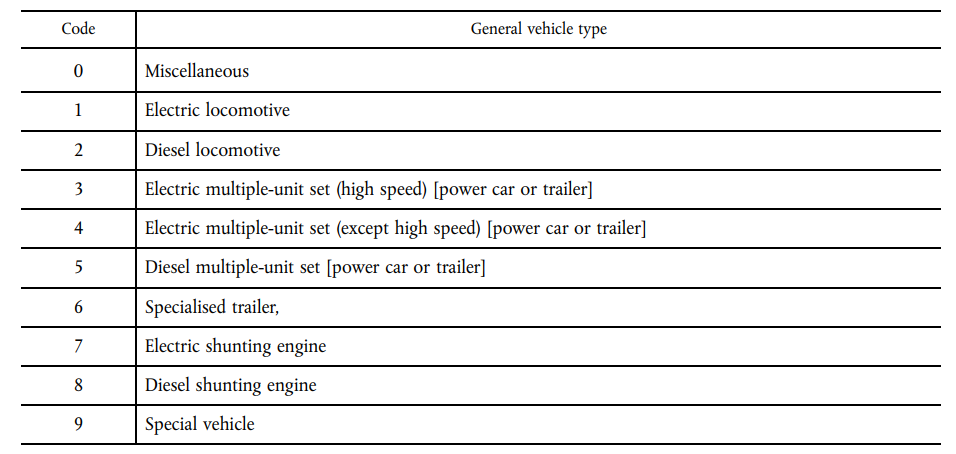 Code General vehicle type
0 Miscellaneous
1 Electric locomotive
2 Diesel locomotive
3 Electric multiple-unit set (high speed) [power car or trailer]
4 Electric multiple-unit set (except high speed) [power car or trailer]
5 Diesel multiple-unit set [power car or trailer]
6 Specialised trailer,
7 Electric shunting engine
8 Diesel shunting engine
9 Special vehicle